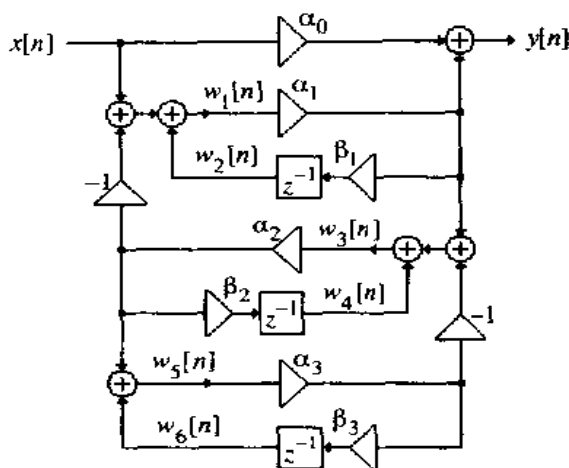 x[n] α₀ + y[n]
+ + w₁[n] α₁
w₂[n] z⁻¹ β₁
−1
α₂ w₃[n] + +
β₂ z⁻¹ w₄[n] −1
+ w₅[n] α₃
w₆[n] z⁻¹ β₃